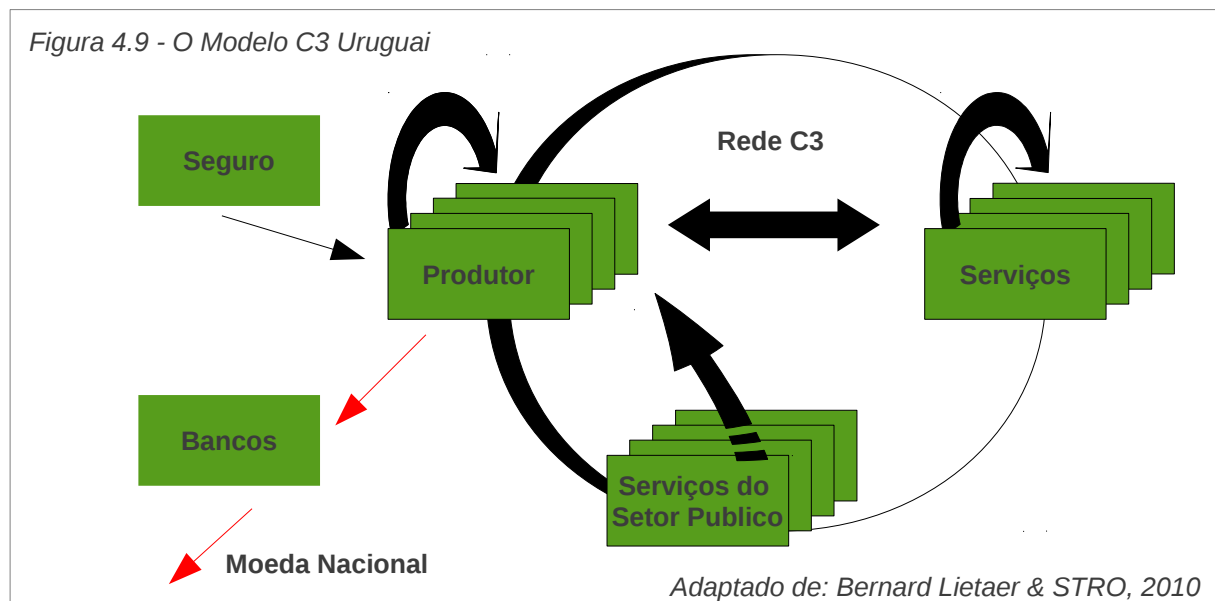 Figura 4.9 - O Modelo C3 Uruguai
Seguro
Rede C3
Produtor
Serviços
Bancos
Serviços do
Setor Publico
Moeda Nacional
Adaptado de: Bernard Lietaer & STRO, 2010